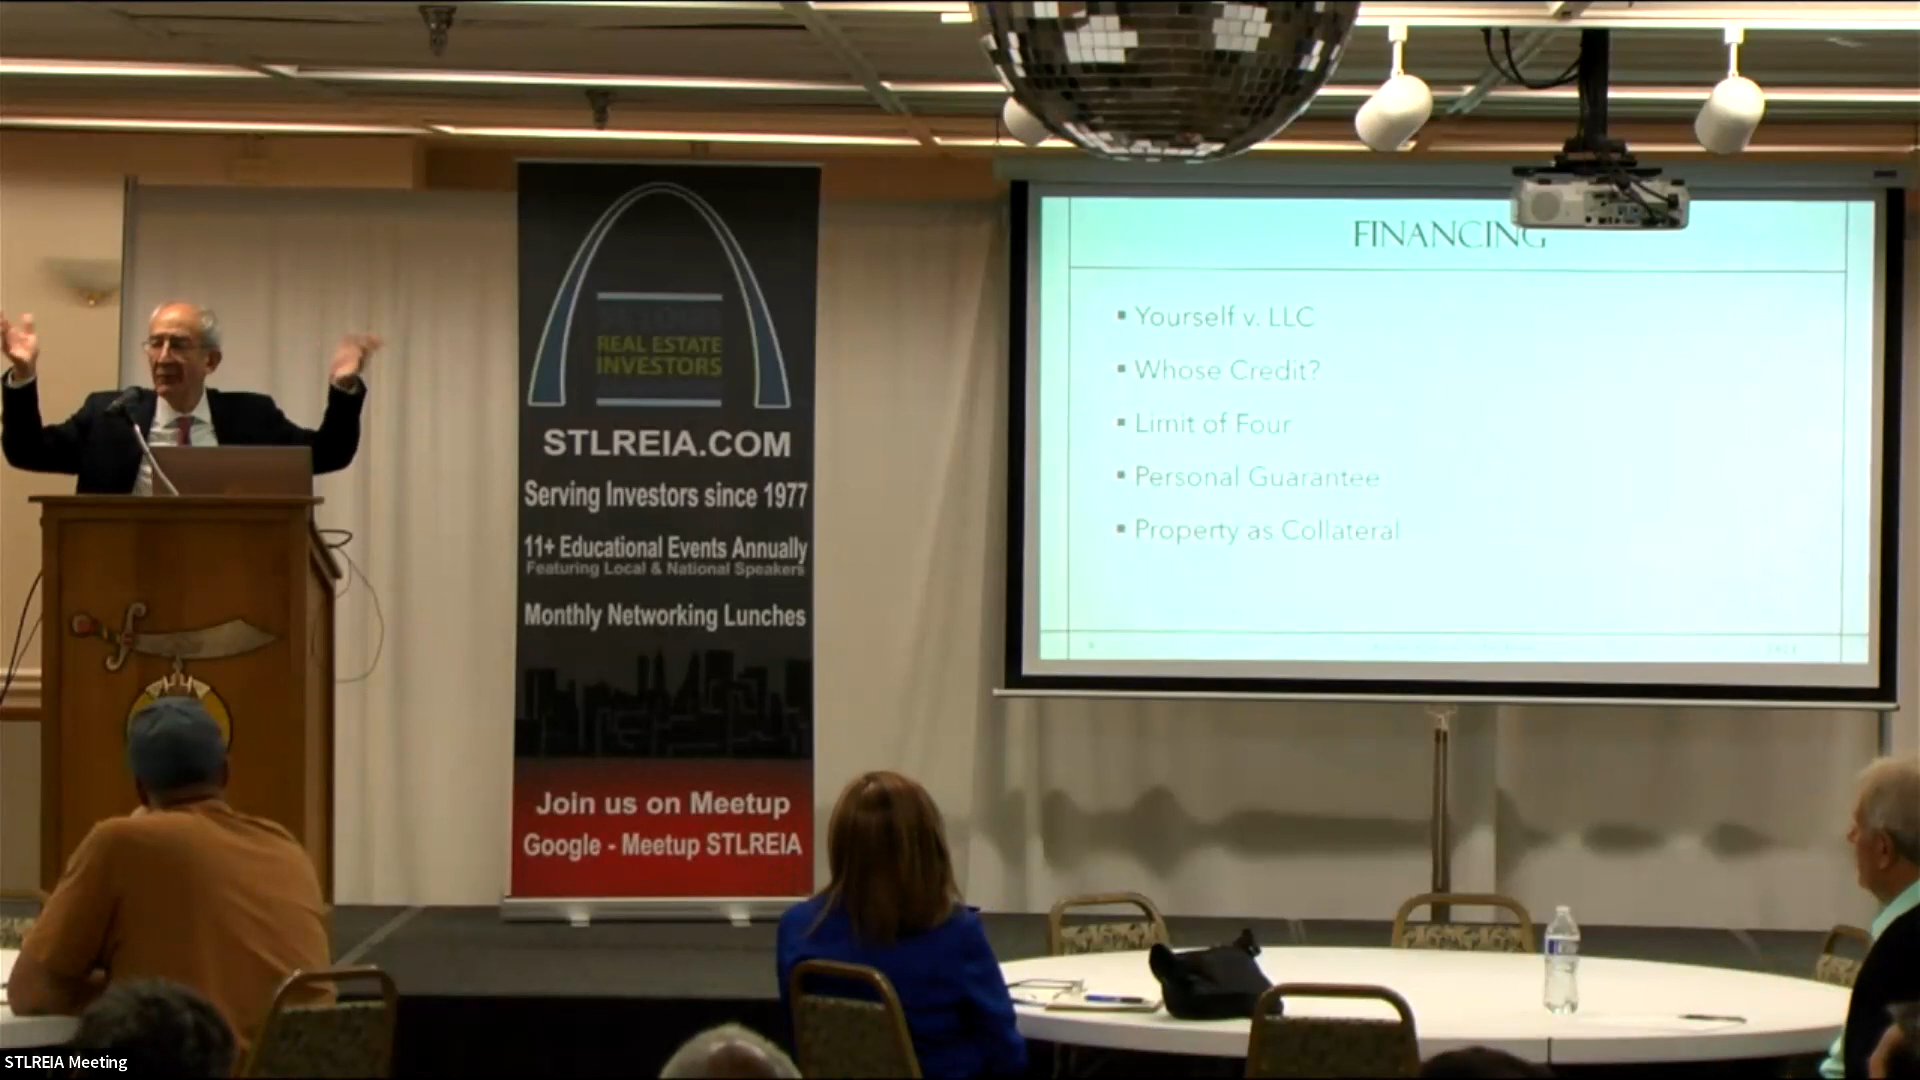 REAL ESTATE
INVESTORS
STLREIA.COM
Serving Investors since 1977
11+ Educational Events Annually
Featuring Local & National Speakers
Monthly Networking Lunches
Join us on Meetup
Google - Meetup STLREIA
FINANCING
▪ Yourself v. LLC
▪ Whose Credit?
▪ Limit of Four
▪ Personal Guarantee
▪ Property as Collateral
STLREIA Meeting